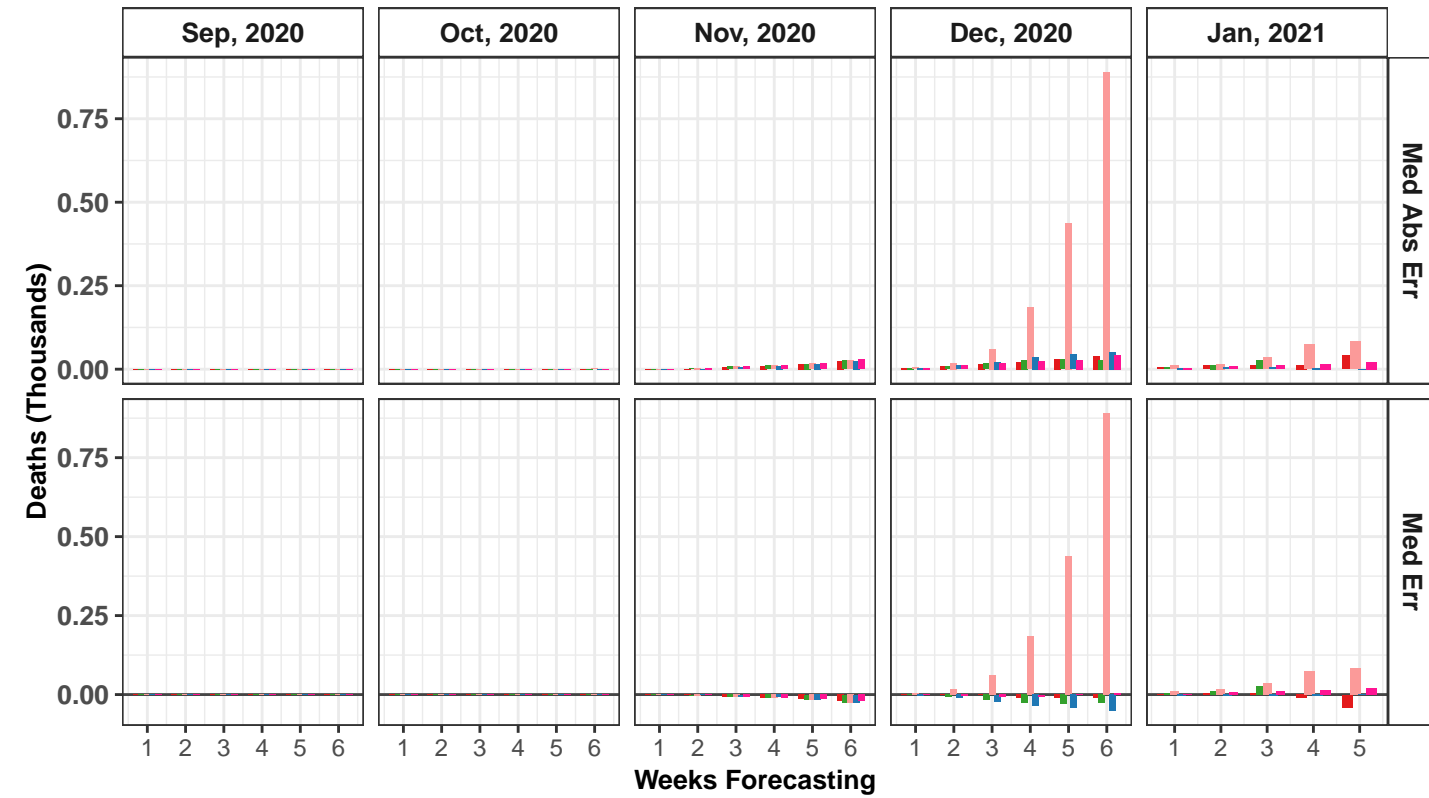 Sep, 2020 Oct, 2020 Nov, 2020 Dec, 2020 Jan, 2021
0.75
0.50
0.25
0.00
Med Abs Err
Deaths (Thousands)
0.75
0.50
0.25
0.00
Med Err
1 2 3 4 5 6 1 2 3 4 5 6 1 2 3 4 5 6 1 2 3 4 5 6 1 2 3 4 5
Weeks Forecasting